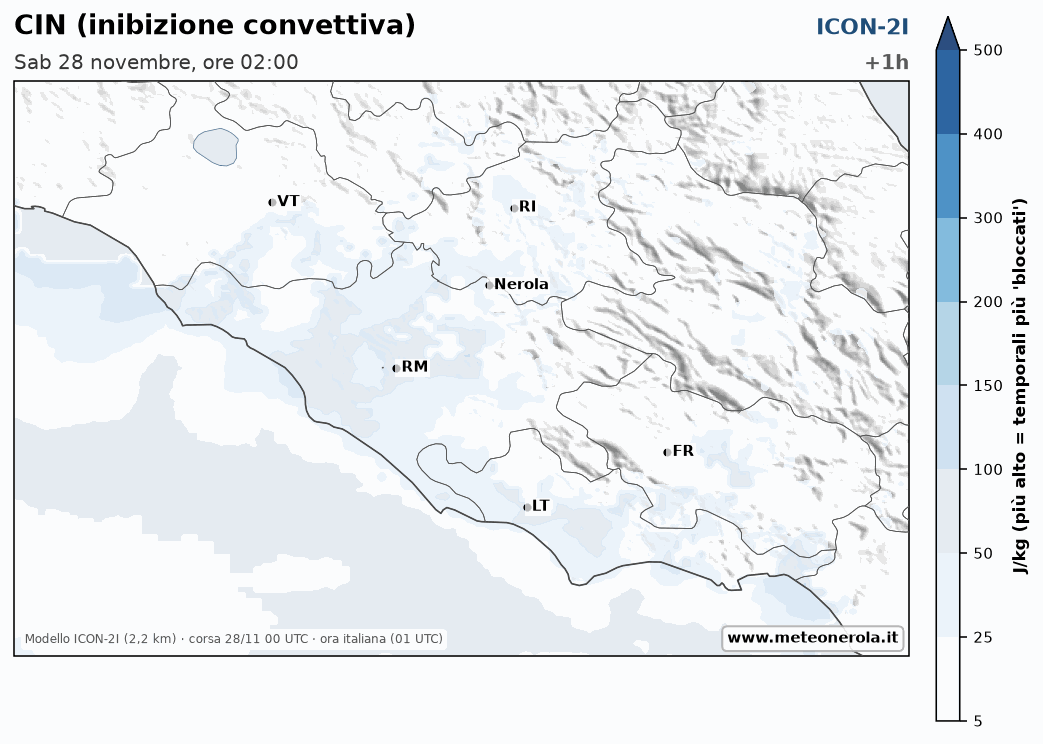 CIN (inibizione convettiva)
ICON-2I
Sab 28 novembre, ore 02:00
+1h
VT
RI
Nerola
RM
FR
LT
Modello ICON-2I (2,2 km) · corsa 28/11 00 UTC · ora italiana (01 UTC)
www.meteonerola.it
500
400
300
200
150
100
50
25
5
J/kg (più alto = temporali più 'bloccati')